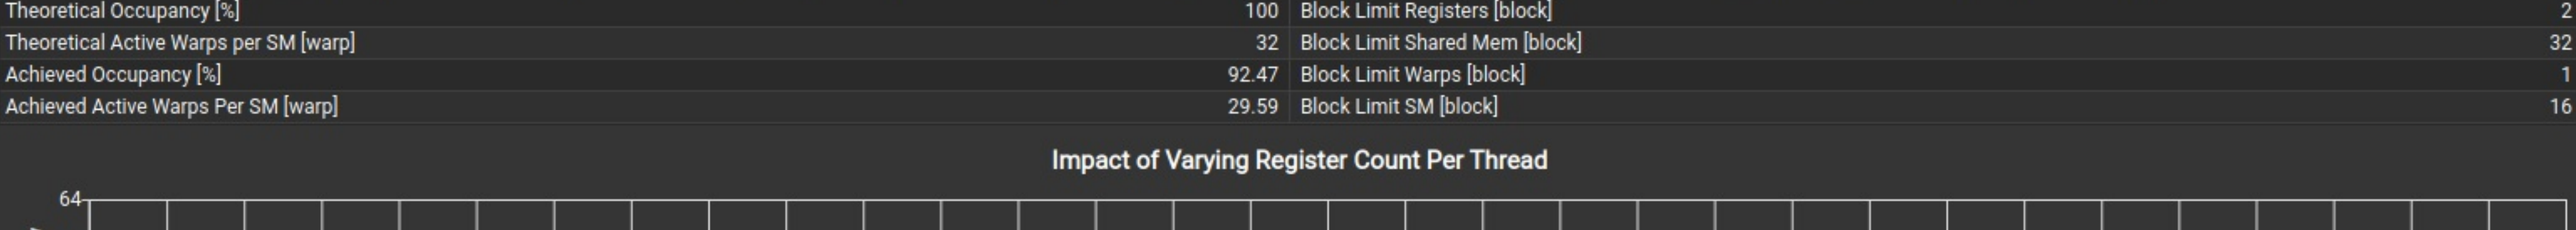 Theoretical Occupancy [%] 100 Block Limit Registers [block] 2
Theoretical Active Warps per SM [warp] 32 Block Limit Shared Mem [block] 32
Achieved Occupancy [%] 92.47 Block Limit Warps [block] 1
Achieved Active Warps Per SM [warp] 29.59 Block Limit SM [block] 16
Impact of Varying Register Count Per Thread
64